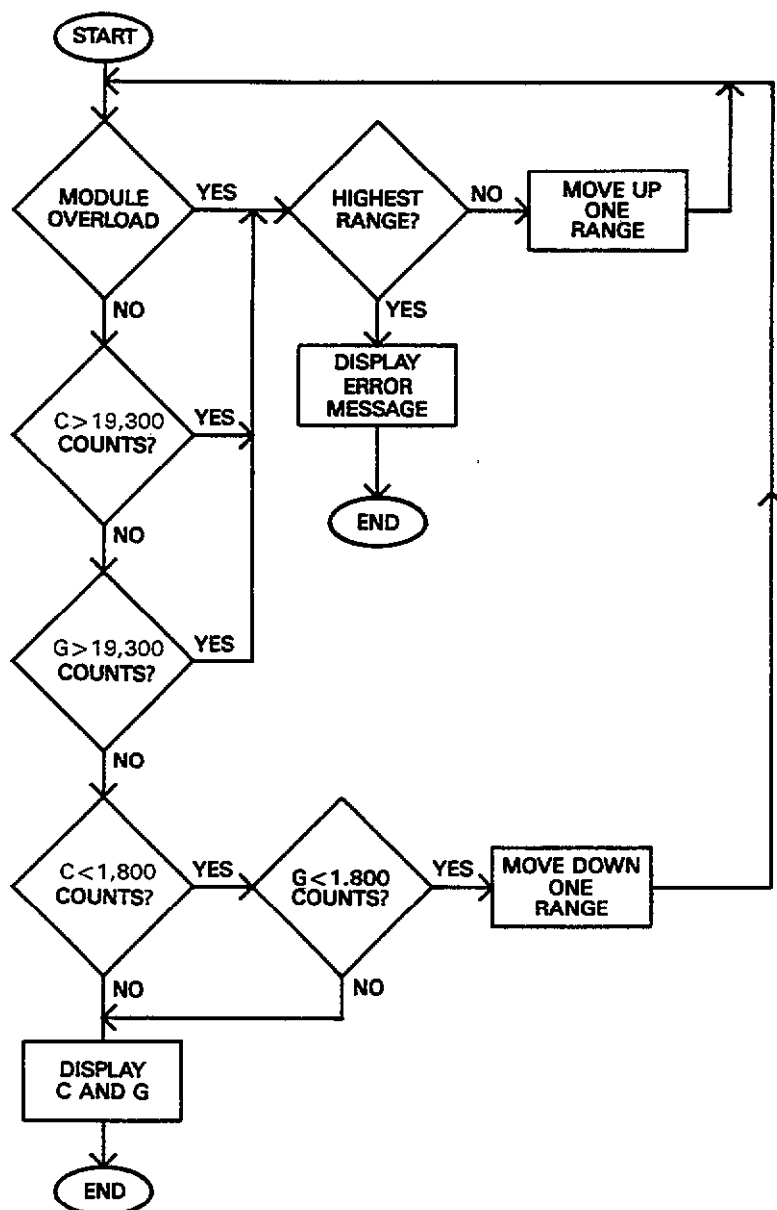 START
MODULE
OVERLOAD
YES
HIGHEST
RANGE?
NO
MOVE UP
ONE
RANGE
NO
YES
DISPLAY
ERROR
MESSAGE
C>19,300
COUNTS?
YES
END
NO
G>19,300
COUNTS?
YES
NO
C<1,800
COUNTS?
YES
G<1.800
COUNTS?
YES
MOVE DOWN
ONE
RANGE
NO
NO
DISPLAY
C AND G
END